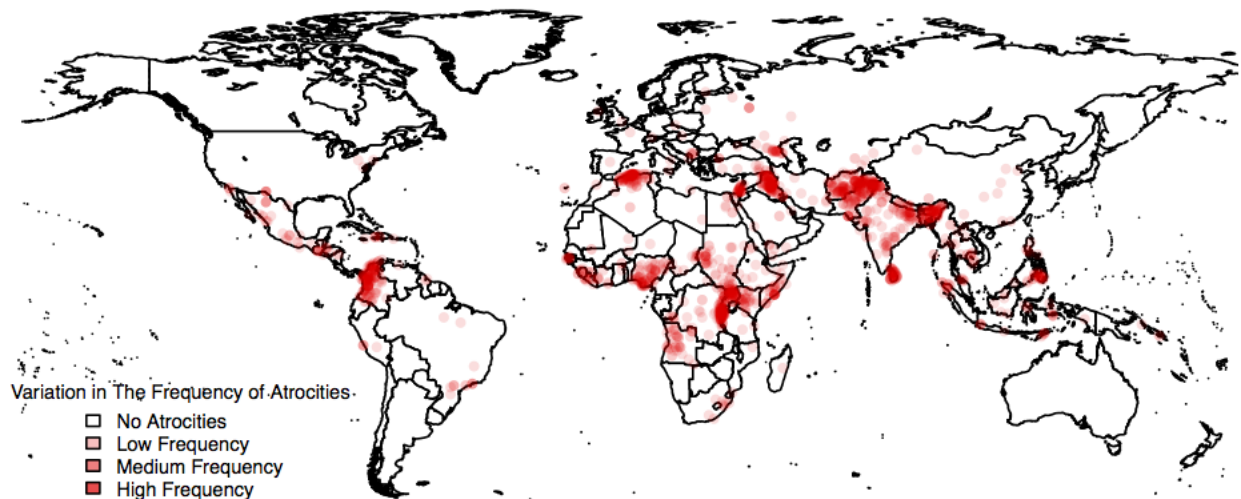 Variation in The Frequency of Atrocities
No Atrocities
Low Frequency
Medium Frequency
High Frequency